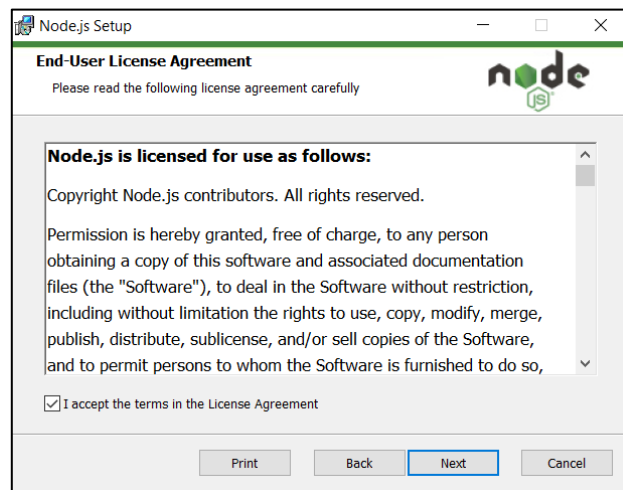 Node.js Setup
End-User License Agreement
Please read the following license agreement carefully
node
JS
Node.js is licensed for use as follows:
Copyright Node.js contributors. All rights reserved.
Permission is hereby granted, free of charge, to any person
obtaining a copy of this software and associated documentation
files (the "Software"), to deal in the Software without restriction,
including without limitation the rights to use, copy, modify, merge,
publish, distribute, sublicense, and/or sell copies of the Software,
and to permit persons to whom the Software is furnished to do so,
I accept the terms in the License Agreement
Print Back Next Cancel